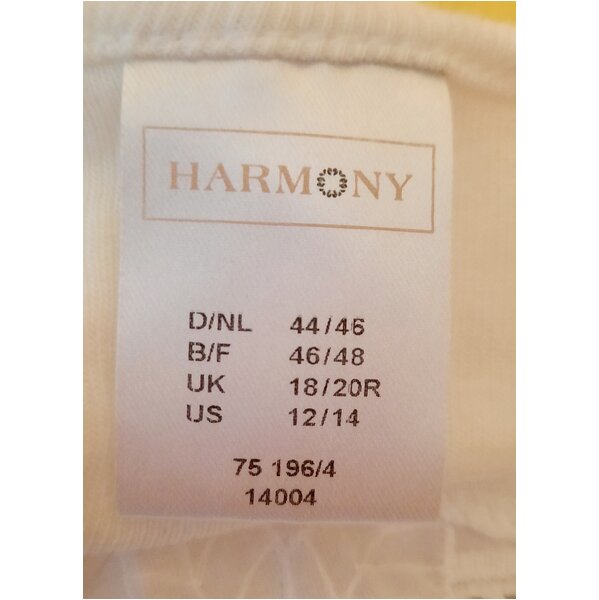 HARMONY
D/NL 44/46
B/F 46/48
UK 18/20R
US 12/14
75 196/4
14004